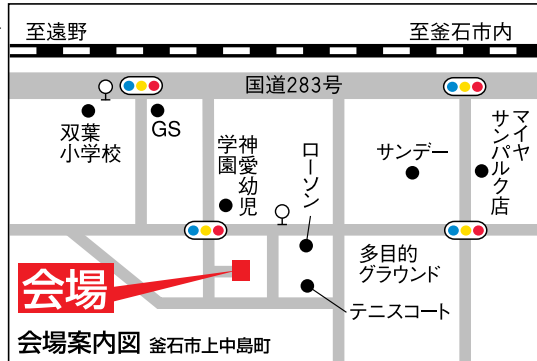 至遠野
至釜石市内
国道283号
双葉
小学校
GS
神愛幼児
学園
ローソン
サンデー
マイヤ
サンパルク店
多目的
グラウンド
テニスコート
会場
会場案内図 釜石市上中島町